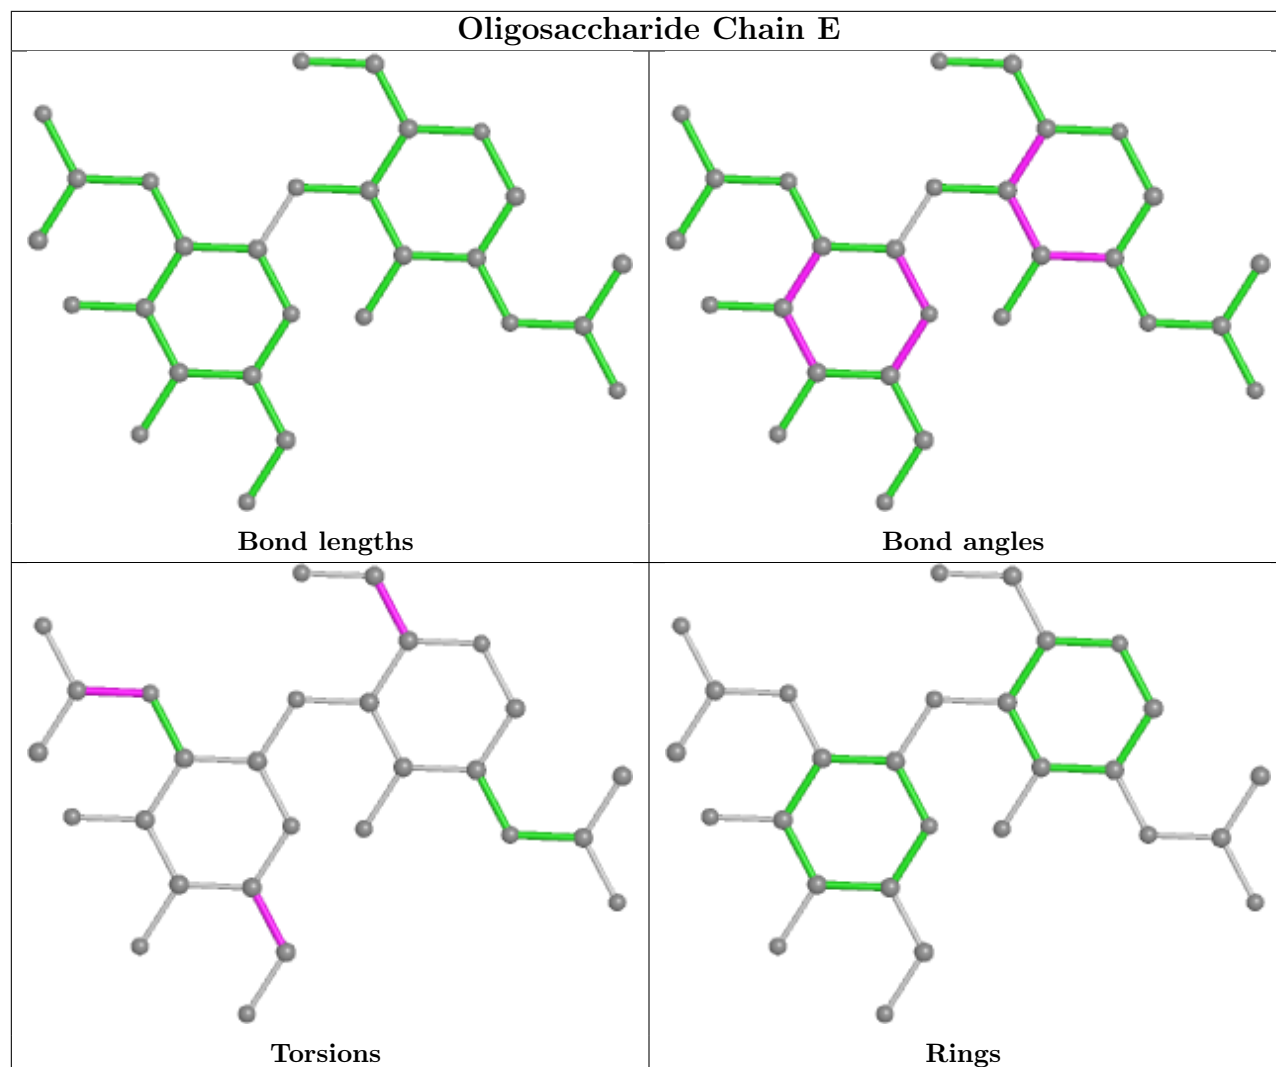 Oligosaccharide Chain E
Bond lengths
Bond angles
Torsions
Rings